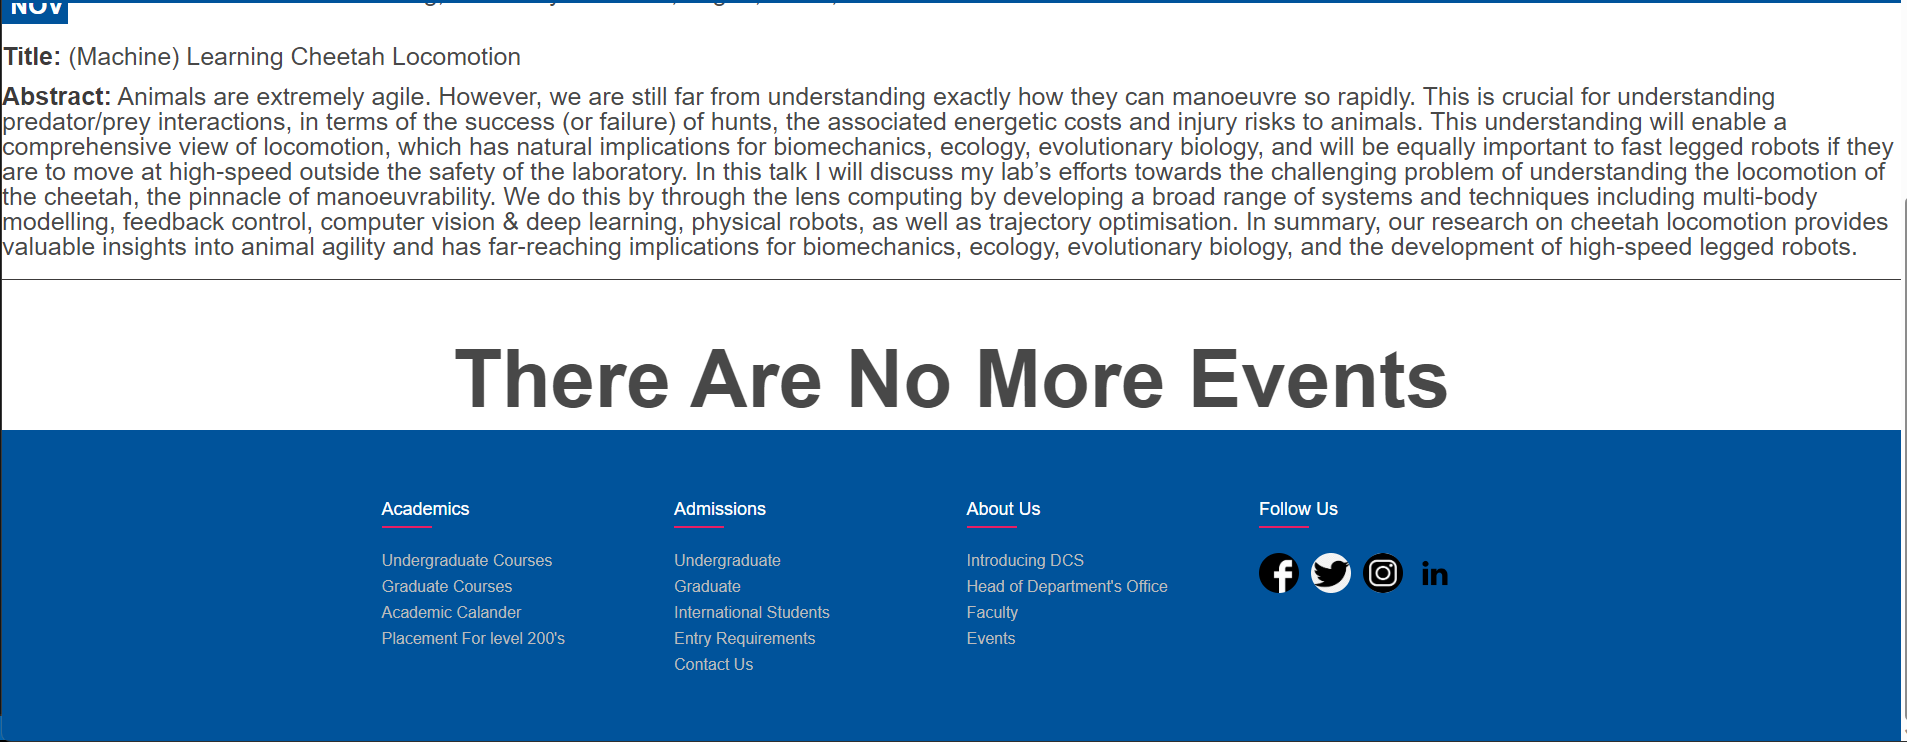 NOV
Title: (Machine) Learning Cheetah Locomotion
Abstract: Animals are extremely agile. However, we are still far from understanding exactly how they can manoeuvre so rapidly. This is crucial for understanding
predator/prey interactions, in terms of the success (or failure) of hunts, the associated energetic costs and injury risks to animals. This understanding will enable a
comprehensive view of locomotion, which has natural implications for biomechanics, ecology, evolutionary biology, and will be equally important to fast legged robots if they
are to move at high-speed outside the safety of the laboratory. In this talk I will discuss my lab’s efforts towards the challenging problem of understanding the locomotion of
the cheetah, the pinnacle of manoeuvrability. We do this by through the lens computing by developing a broad range of systems and techniques including multi-body
modelling, feedback control, computer vision & deep learning, physical robots, as well as trajectory optimisation. In summary, our research on cheetah locomotion provides
valuable insights into animal agility and has far-reaching implications for biomechanics, ecology, evolutionary biology, and the development of high-speed legged robots.
There Are No More Events
Academics
Undergraduate Courses
Graduate Courses
Academic Calander
Placement For level 200's
Admissions
Undergraduate
Graduate
International Students
Entry Requirements
Contact Us
About Us
Introducing DCS
Head of Department's Office
Faculty
Events
Follow Us
f
in